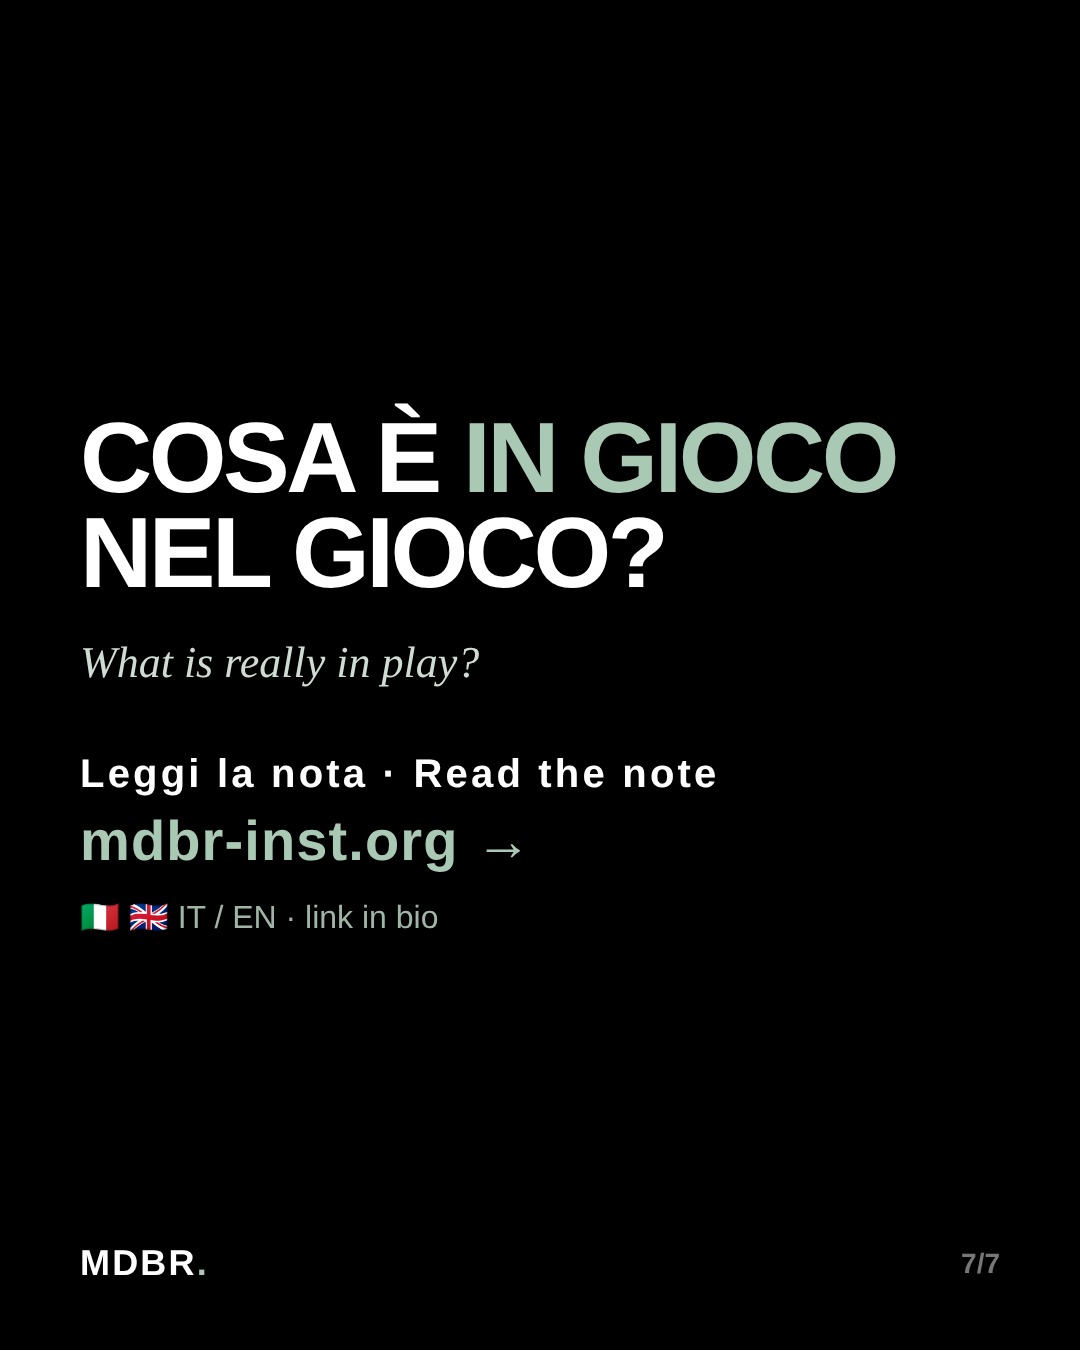 COSA È IN GIOCO
NEL GIOCO?
What is really in play?
Leggi la nota · Read the note
mdbr-inst.org →
🇮🇹 🇬🇧 IT / EN · link in bio
MDBR.
7/7